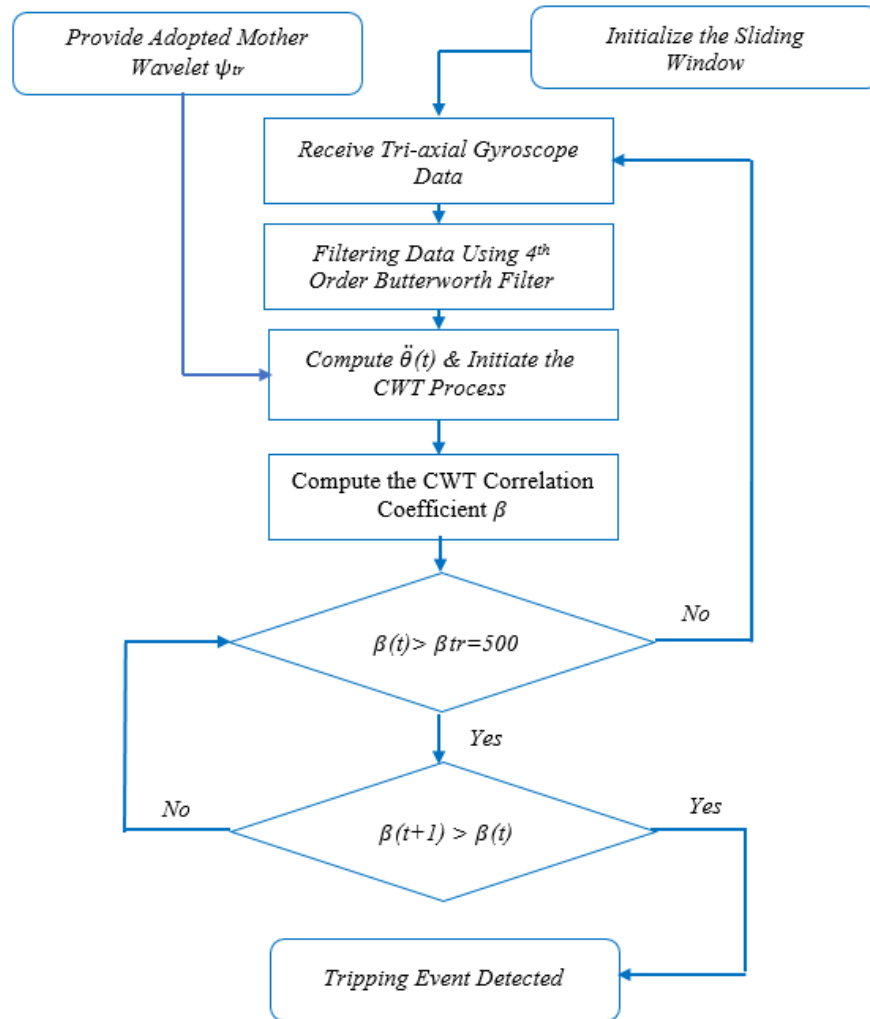 Provide Adopted Mother
Wavelet ψtr
Initialize the Sliding
Window
Receive Tri-axial Gyroscope
Data
Filtering Data Using 4th
Order Butterworth Filter
Compute θ̈(t) & Initiate the
CWT Process
Compute the CWT Correlation
Coefficient β
β(t)> βtr=500
No
Yes
No
β(t+1) > β(t)
Yes
Tripping Event Detected